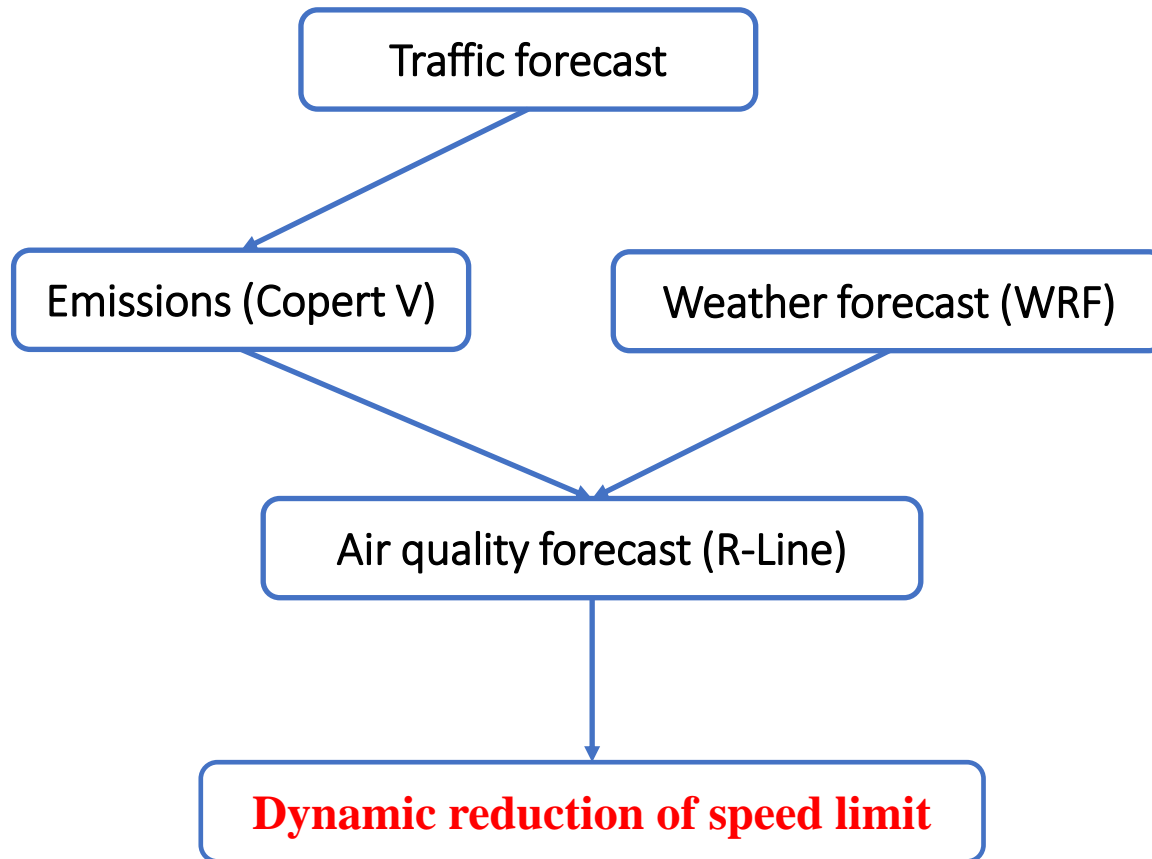 Traffic forecast
Emissions (Copert V)
Weather forecast (WRF)
Air quality forecast (R-Line)
Dynamic reduction of speed limit